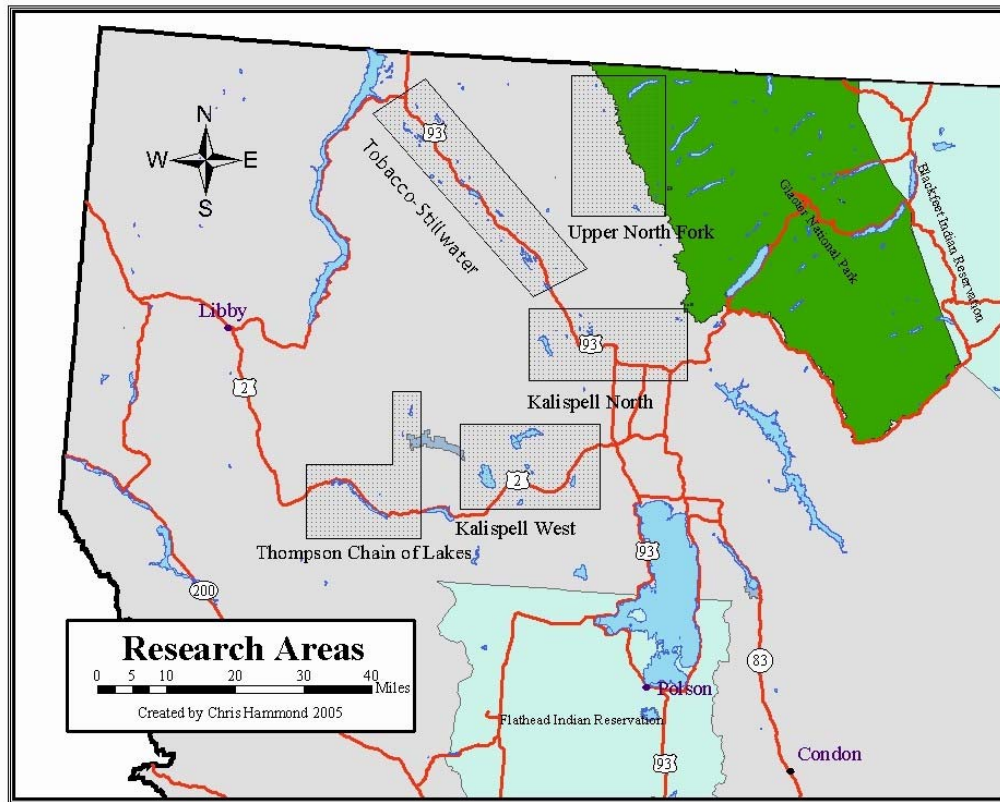 N
W E
S
93
Tobacco-Stillwater
Upper North Fork
Glacier National Park
Blackfeet Indian Reservation
Libby
93
2
Kalispell North
2
Kalispell West
Thompson Chain of Lakes
93
200
Research Areas
0 5 10 20 30 40
Miles
Created by Chris Hammond 2005
83
Polson
Flathead Indian Reservation
93
Condon